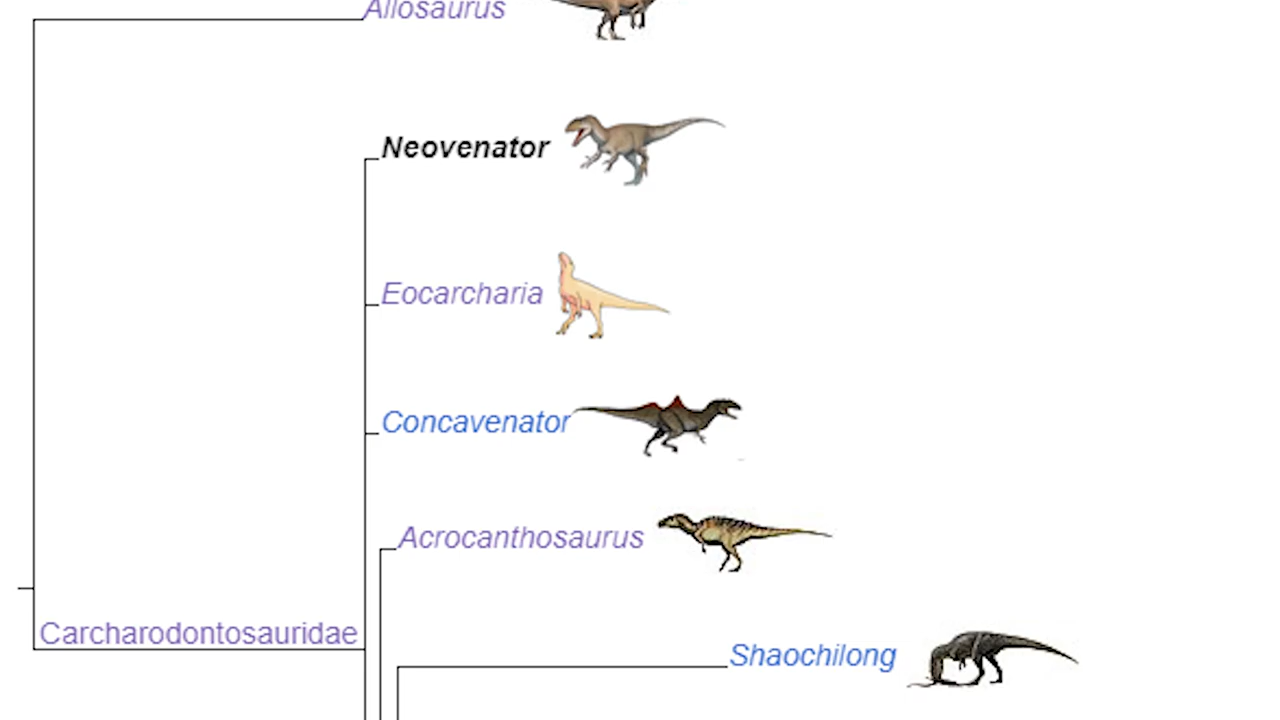 Allosaurus
Neovenator
Eocarcharia
Concavenator
Acrocanthosaurus
Carcharodontosauridae
Shaochilong